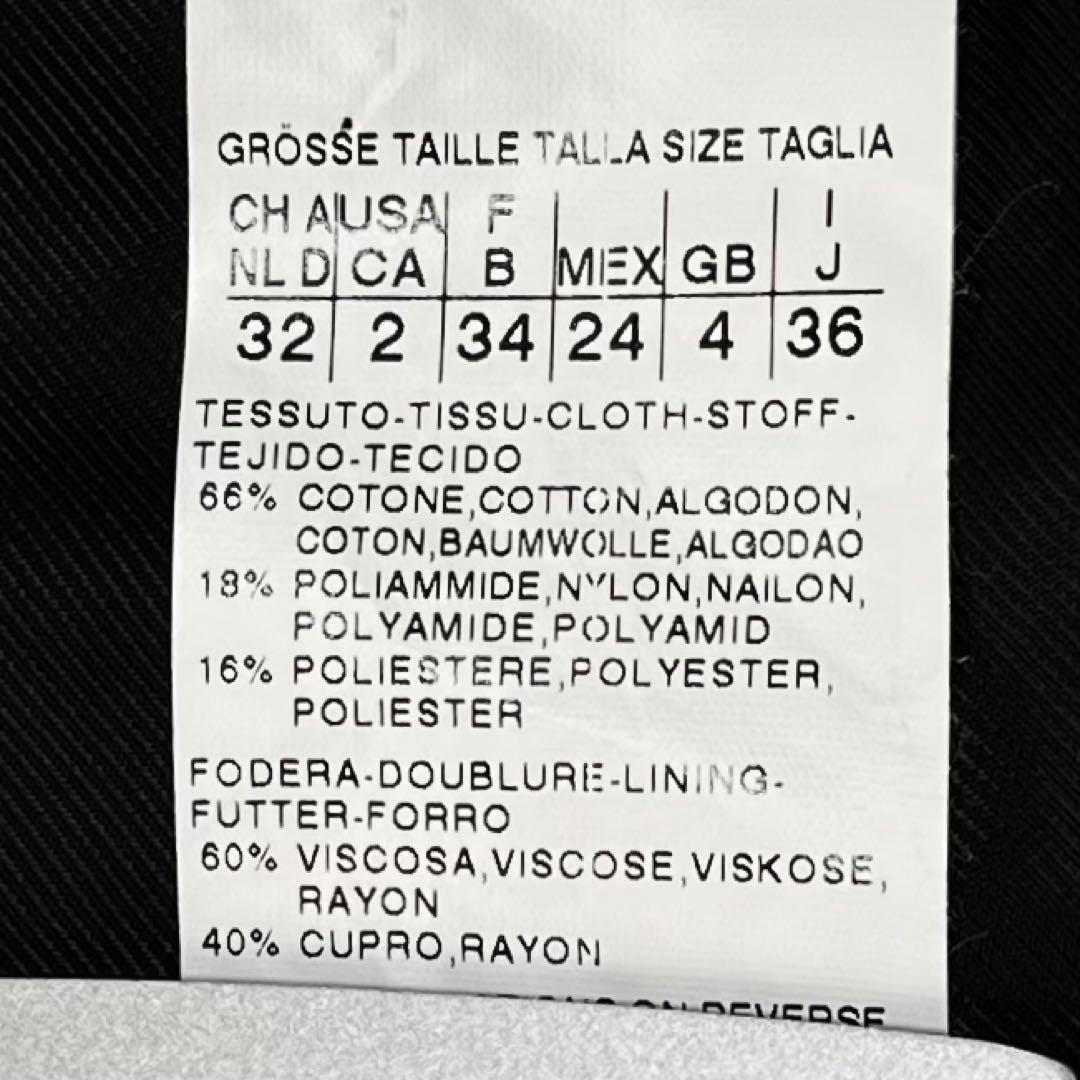 GRÖSSE TAILLE TALLA SIZE TAGLIA
CH A USA F I
NL D CA B MEX GB J
32 2 34 24 4 36
TESSUTO-TISSU-CLOTH-STOFF-
TEJIDO-TECIDO
66% COTONE,COTTON,ALGODON,
COTON,BAUMWOLLE,ALGODAO
18% POLIAMMIDE,NYLON,NAILON,
POLYAMIDE,POLYAMID
16% POLIESTERE,POLYESTER,
POLIESTER
FODERA-DOUBLURE-LINING-
FUTTER-FORRO
60% VISCOSA,VISCOSE,VISKOSE,
RAYON
40% CUPRO,RAYON
ON REVERSE